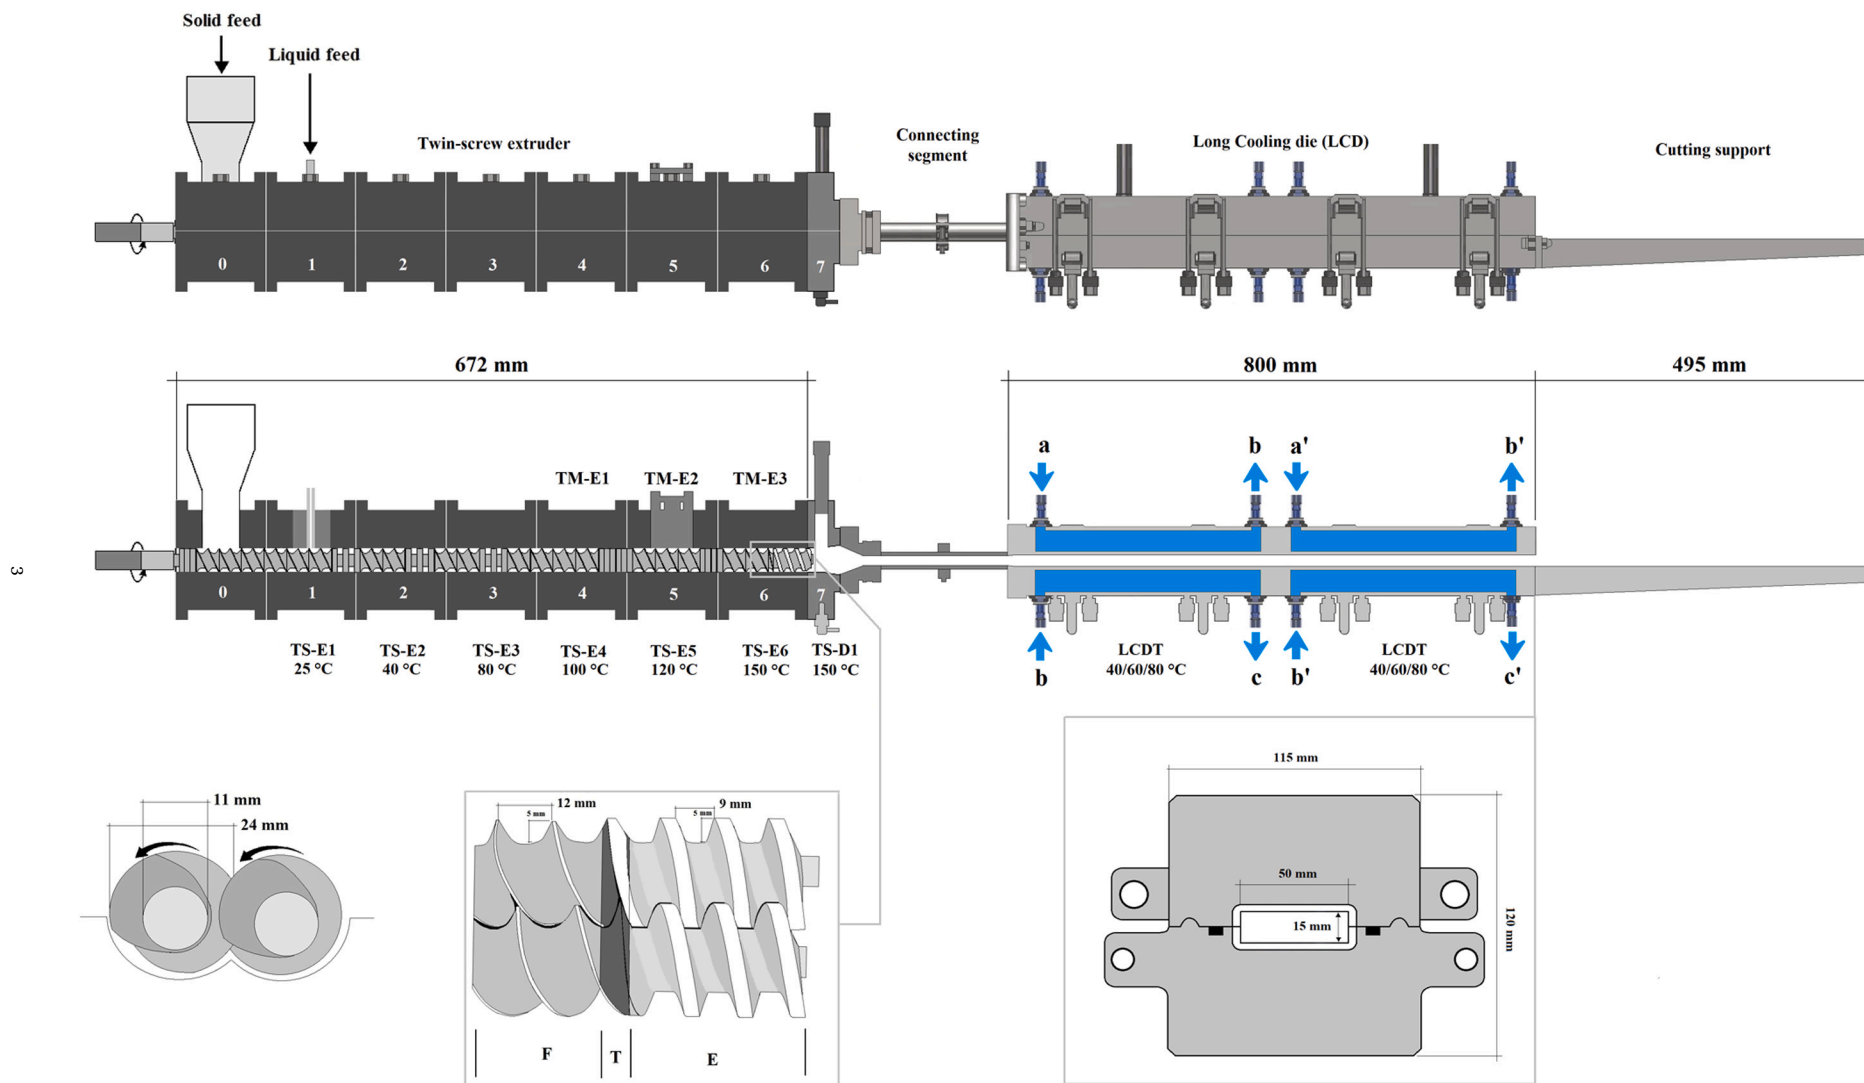 Solid feed
Liquid feed
Twin-screw extruder
Connecting
segment
Long Cooling die (LCD)
Cutting support
0
1
2
3
4
5
6
7
672 mm
800 mm
495 mm
a
b
a'
b'
TM-E1
TM-E2
TM-E3
3
0
1
2
3
4
5
6
7
TS-E1
25 °C
TS-E2
40 °C
TS-E3
80 °C
TS-E4
100 °C
TS-E5
120 °C
TS-E6
150 °C
TS-D1
150 °C
b
LCDT
40/60/80 °C
c
b'
LCDT
40/60/80 °C
c'
11 mm
24 mm
12 mm
5 mm
9 mm
5 mm
F
T
E
115 mm
50 mm
15 mm
120 mm